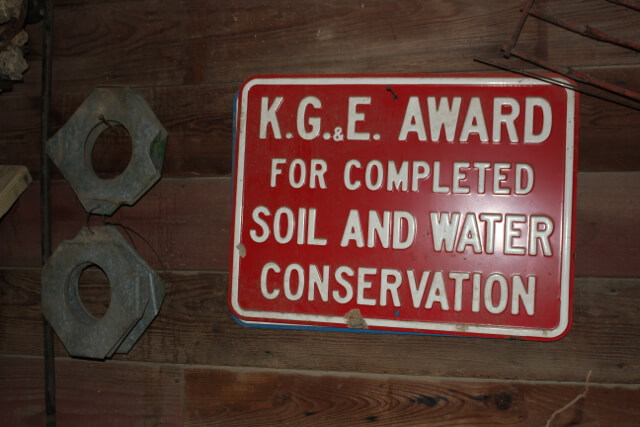 K.G.&E. AWARD
FOR COMPLETED
SOIL AND WATER
CONSERVATION